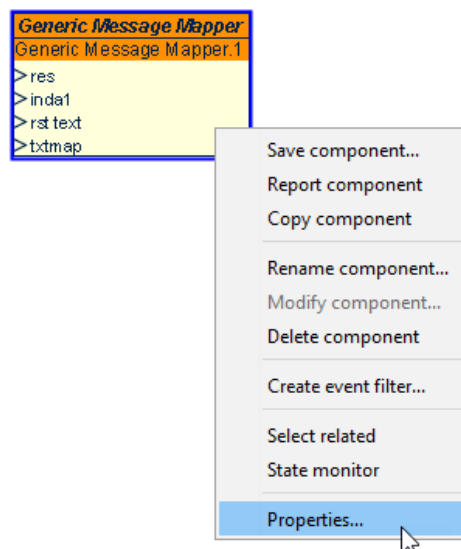 Generic Message Mapper
Generic Message Mapper.1
>res
>inda1
>rst text
>txtmap
Save component...
Report component
Copy component
Rename component...
Modify component...
Delete component
Create event filter...
Select related
State monitor
Properties...